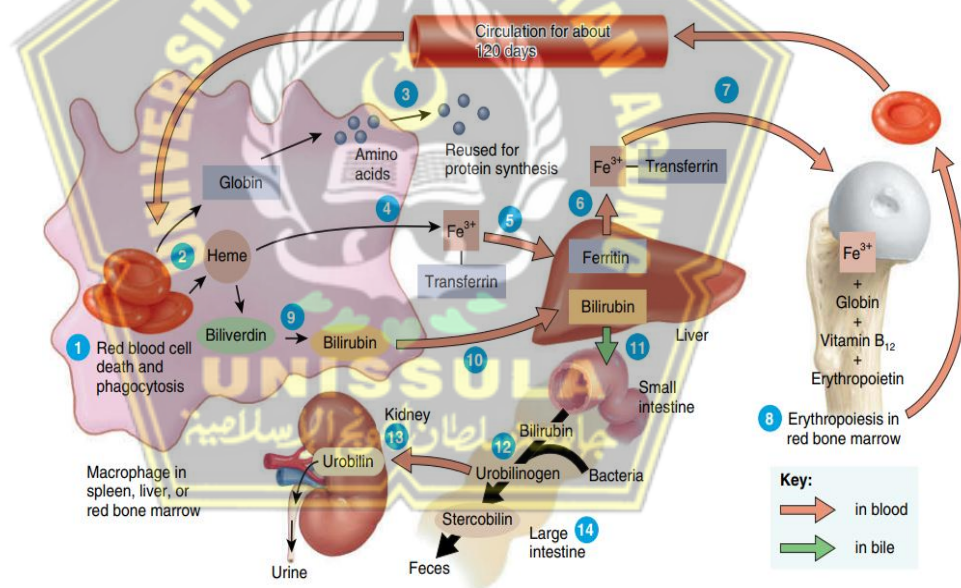 Circulation for about
120 days
3
7
Amino
acids
Reused for
protein synthesis
Globin
Fe3+
Transferrin
4
5
6
2
Heme
Fe3+
Transferrin
Ferritin
Fe3+
+
Globin
+
Vitamin B12
+
Erythropoietin
Biliverdin
9
Bilirubin
Bilirubin
Liver
1 Red blood cell
death and
phagocytosis
10
11
Small
intestine
8 Erythropoiesis in
red bone marrow
UNISSULA
جامعة سلطان أجونج الإسلامية
Kidney
13
Urobilin
Bilirubin
12
Urobilinogen
Bacteria
Macrophage in
spleen, liver, or
red bone marrow
Stercobilin
Large
intestine
14
Feces
Urine
Key:
in blood
in bile